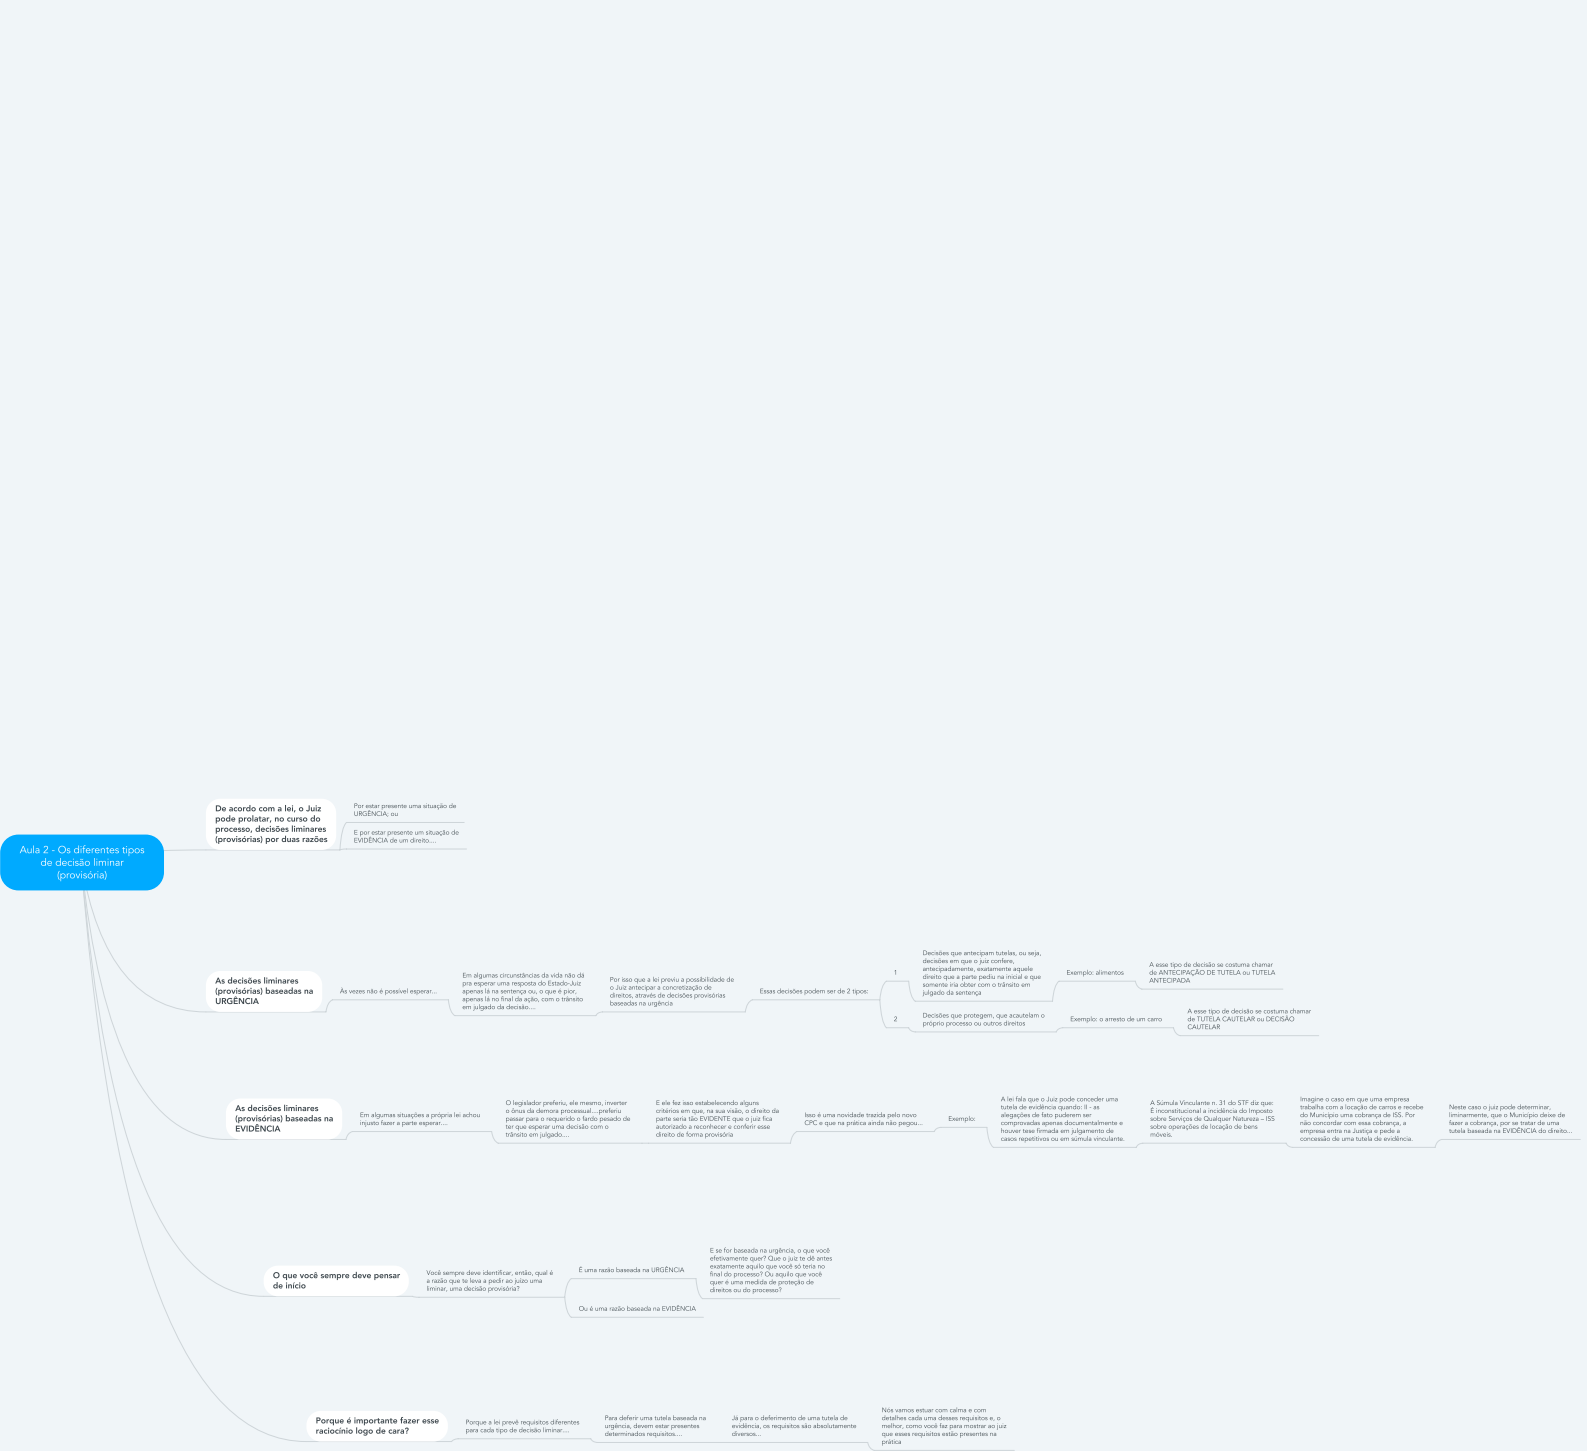 Aula 2 - Os diferentes tipos
de decisão liminar
(provisória)
De acordo com a lei, o Juiz
pode prolatar, no curso do
processo, decisões liminares
(provisórias) por duas razões
Por estar presente uma situação de
URGÊNCIA; ou
E por estar presente um situação de
EVIDÊNCIA de um direito....
As decisões liminares
(provisórias) baseadas na
URGÊNCIA
Às vezes não é possível esperar...
Em algumas circunstâncias da vida não dá
pra esperar uma resposta do Estado-Juiz
apenas lá na sentença ou, o que é pior,
apenas lá no final da ação, com o trânsito
em julgado da decisão....
Por isso que a lei previu a possibilidade de
o Juiz antecipar a concretização de
direitos, através de decisões provisórias
baseadas na urgência
Essas decisões podem ser de 2 tipos:
1
Decisões que antecipam tutelas, ou seja,
decisões em que o juiz confere,
antecipadamente, exatamente aquele
direito que a parte pediu na inicial e que
somente iria obter com o trânsito em
julgado da sentença
Exemplo: alimentos
A esse tipo de decisão se costuma chamar
de ANTECIPAÇÃO DE TUTELA ou TUTELA
ANTECIPADA
2
Decisões que protegem, que acautelam o
próprio processo ou outros direitos
Exemplo: o arresto de um carro
A esse tipo de decisão se costuma chamar
de TUTELA CAUTELAR ou DECISÃO
CAUTELAR
As decisões liminares
(provisórias) baseadas na
EVIDÊNCIA
Em algumas situações a própria lei achou
injusto fazer a parte esperar....
O legislador preferiu, ele mesmo, inverter
o ônus da demora processual....preferiu
passar para o requerido o fardo pesado de
ter que esperar uma decisão com o
trânsito em julgado....
E ele fez isso estabelecendo alguns
critérios em que, na sua visão, o direito da
parte seria tão EVIDENTE que o juiz fica
autorizado a reconhecer e conferir esse
direito de forma provisória
Isso é uma novidade trazida pelo novo
CPC e que na prática ainda não pegou...
Exemplo:
A lei fala que o Juiz pode conceder uma
tutela de evidência quando: II - as
alegações de fato puderem ser
comprovadas apenas documentalmente e
houver tese firmada em julgamento de
casos repetitivos ou em súmula vinculante.
A Súmula Vinculante n. 31 do STF diz que:
É inconstitucional a incidência do Imposto
sobre Serviços de Qualquer Natureza – ISS
sobre operações de locação de bens
móveis.
Imagine o caso em que uma empresa
trabalha com a locação de carros e recebe
do Município uma cobrança de ISS. Por
não concordar com essa cobrança, a
empresa entra na Justiça e pede a
concessão de uma tutela de evidência.
Neste caso o juiz pode determinar,
liminarmente, que o Município deixe de
fazer a cobrança, por se tratar de uma
tutela baseada na EVIDÊNCIA do direito...
O que você sempre deve pensar
de início
Você sempre deve identificar, então, qual é
a razão que te leva a pedir ao juízo uma
liminar, uma decisão provisória?
É uma razão baseada na URGÊNCIA
E se for baseada na urgência, o que você
efetivamente quer? Que o juiz te dê antes
exatamente aquilo que você só teria no
final do processo? Ou aquilo que você
quer é uma medida de proteção de
direitos ou do processo?
Ou é uma razão baseada na EVIDÊNCIA
Porque é importante fazer esse
raciocínio logo de cara?
Porque a lei prevê requisitos diferentes
para cada tipo de decisão liminar....
Para deferir uma tutela baseada na
urgência, devem estar presentes
determinados requisitos....
Já para o deferimento de uma tutela de
evidência, os requisitos são absolutamente
diversos...
Nós vamos estuar com calma e com
detalhes cada uma desses requisitos e, o
melhor, como você faz para mostrar ao juiz
que esses requisitos estão presentes na
prática